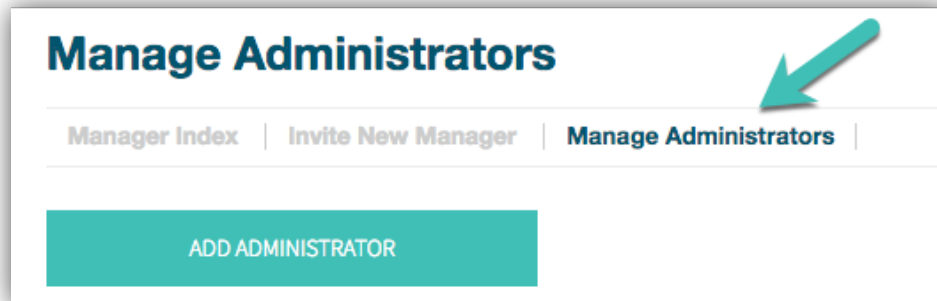 Manage Administrators
Manager Index | Invite New Manager | Manage Administrators |
ADD ADMINISTRATOR